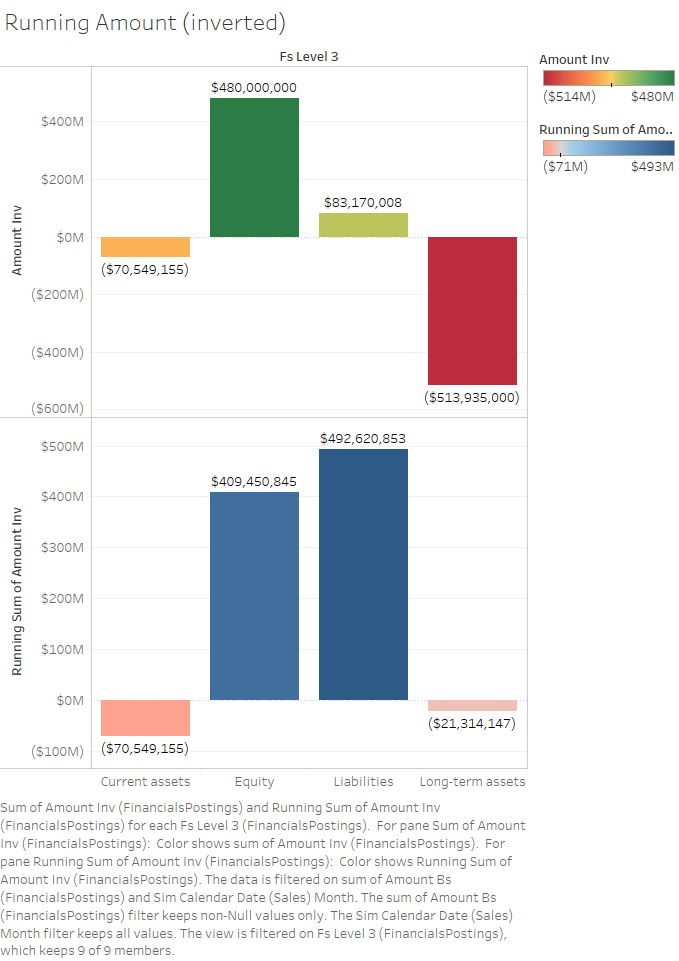 Running Amount (inverted)
Fs Level 3
Amount Inv
($514M) $480M
Running Sum of Amo..
($71M) $493M
Amount Inv
$400M
$200M
$0M
($200M)
($400M)
($600M)
$480,000,000
$83,170,008
($70,549,155)
($513,935,000)
Running Sum of Amount Inv
$500M
$400M
$300M
$200M
$100M
$0M
($100M)
$492,620,853
$409,450,845
($21,314,147)
($70,549,155)
Current assets Equity Liabilities Long-term assets
Sum of Amount Inv (FinancialsPostings) and Running Sum of Amount Inv
(FinancialsPostings) for each Fs Level 3 (FinancialsPostings).  For pane Sum of Amount
Inv (FinancialsPostings):  Color shows sum of Amount Inv (FinancialsPostings).  For
pane Running Sum of Amount Inv (FinancialsPostings):  Color shows Running Sum of
Amount Inv (FinancialsPostings). The data is filtered on sum of Amount Bs
(FinancialsPostings) and Sim Calendar Date (Sales) Month. The sum of Amount Bs
(FinancialsPostings) filter keeps non-Null values only. The Sim Calendar Date (Sales)
Month filter keeps all values. The view is filtered on Fs Level 3 (FinancialsPostings),
which keeps 9 of 9 members.